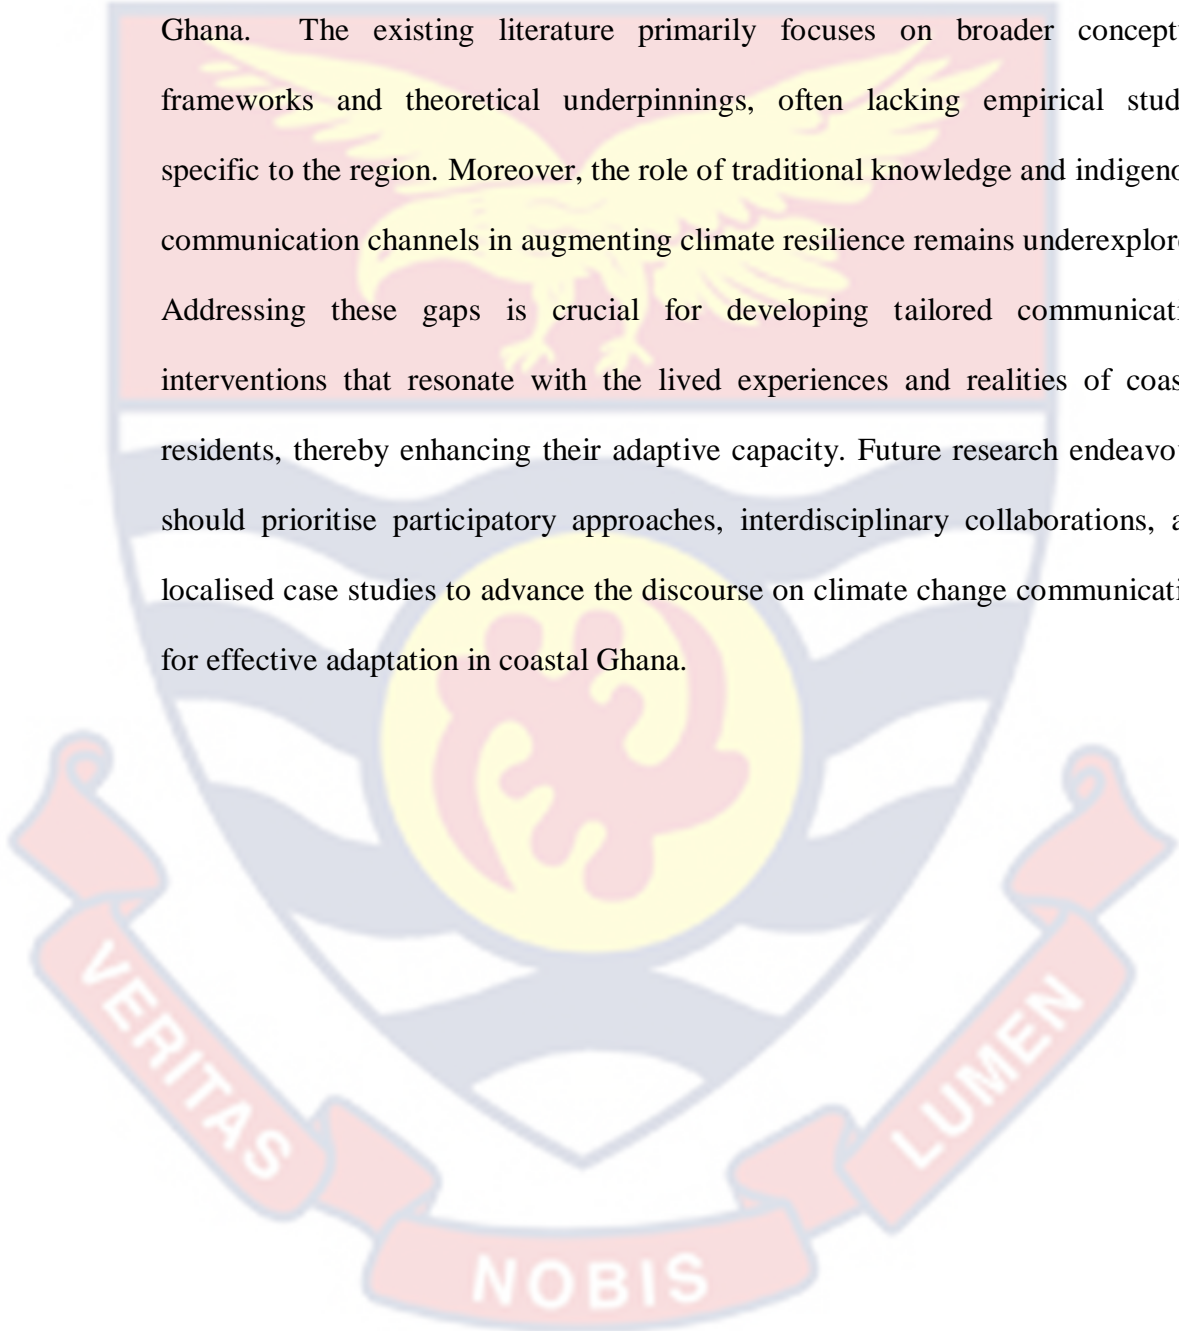 Ghana. The existing literature primarily focuses on broader concept
frameworks and theoretical underpinnings, often lacking empirical stud
specific to the region. Moreover, the role of traditional knowledge and indigeno
communication channels in augmenting climate resilience remains underexplore
Addressing these gaps is crucial for developing tailored communicati
interventions that resonate with the lived experiences and realities of coas
residents, thereby enhancing their adaptive capacity. Future research endeavo
should prioritise participatory approaches, interdisciplinary collaborations, a
localised case studies to advance the discourse on climate change communicati
for effective adaptation in coastal Ghana.
VERITAS
NOBIS
LUMEN